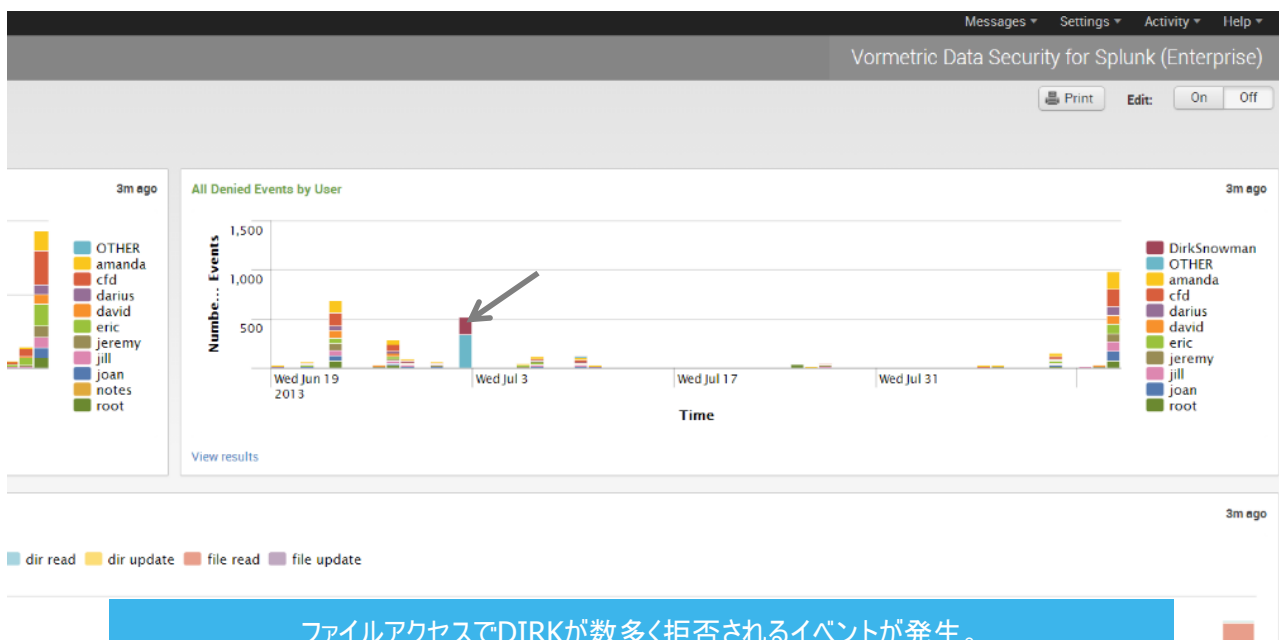 Messages Settings Activity Help
Vormetric Data Security for Splunk (Enterprise)
Print Edit: On Off
3m ago
OTHER
amanda
cfd
darius
david
eric
jeremy
jill
joan
notes
root
All Denied Events by User
3m ago
Numbe... Events
1,500
1,000
500
Wed Jun 19
2013
Wed Jul 3
Wed Jul 17
Wed Jul 31
Time
DirkSnowman
OTHER
amanda
cfd
darius
david
eric
jeremy
jill
joan
root
View results
3m ago
dir read dir update file read file update
ファイルアクセスでDIRKが数多く拒否されるイベントが発生。